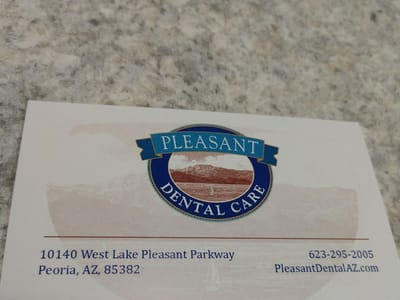 PLEASANT
DENTAL CARE
10140 West Lake Pleasant Parkway
Peoria, AZ, 85382
623-295-2005
PleasantDentalAZ.com